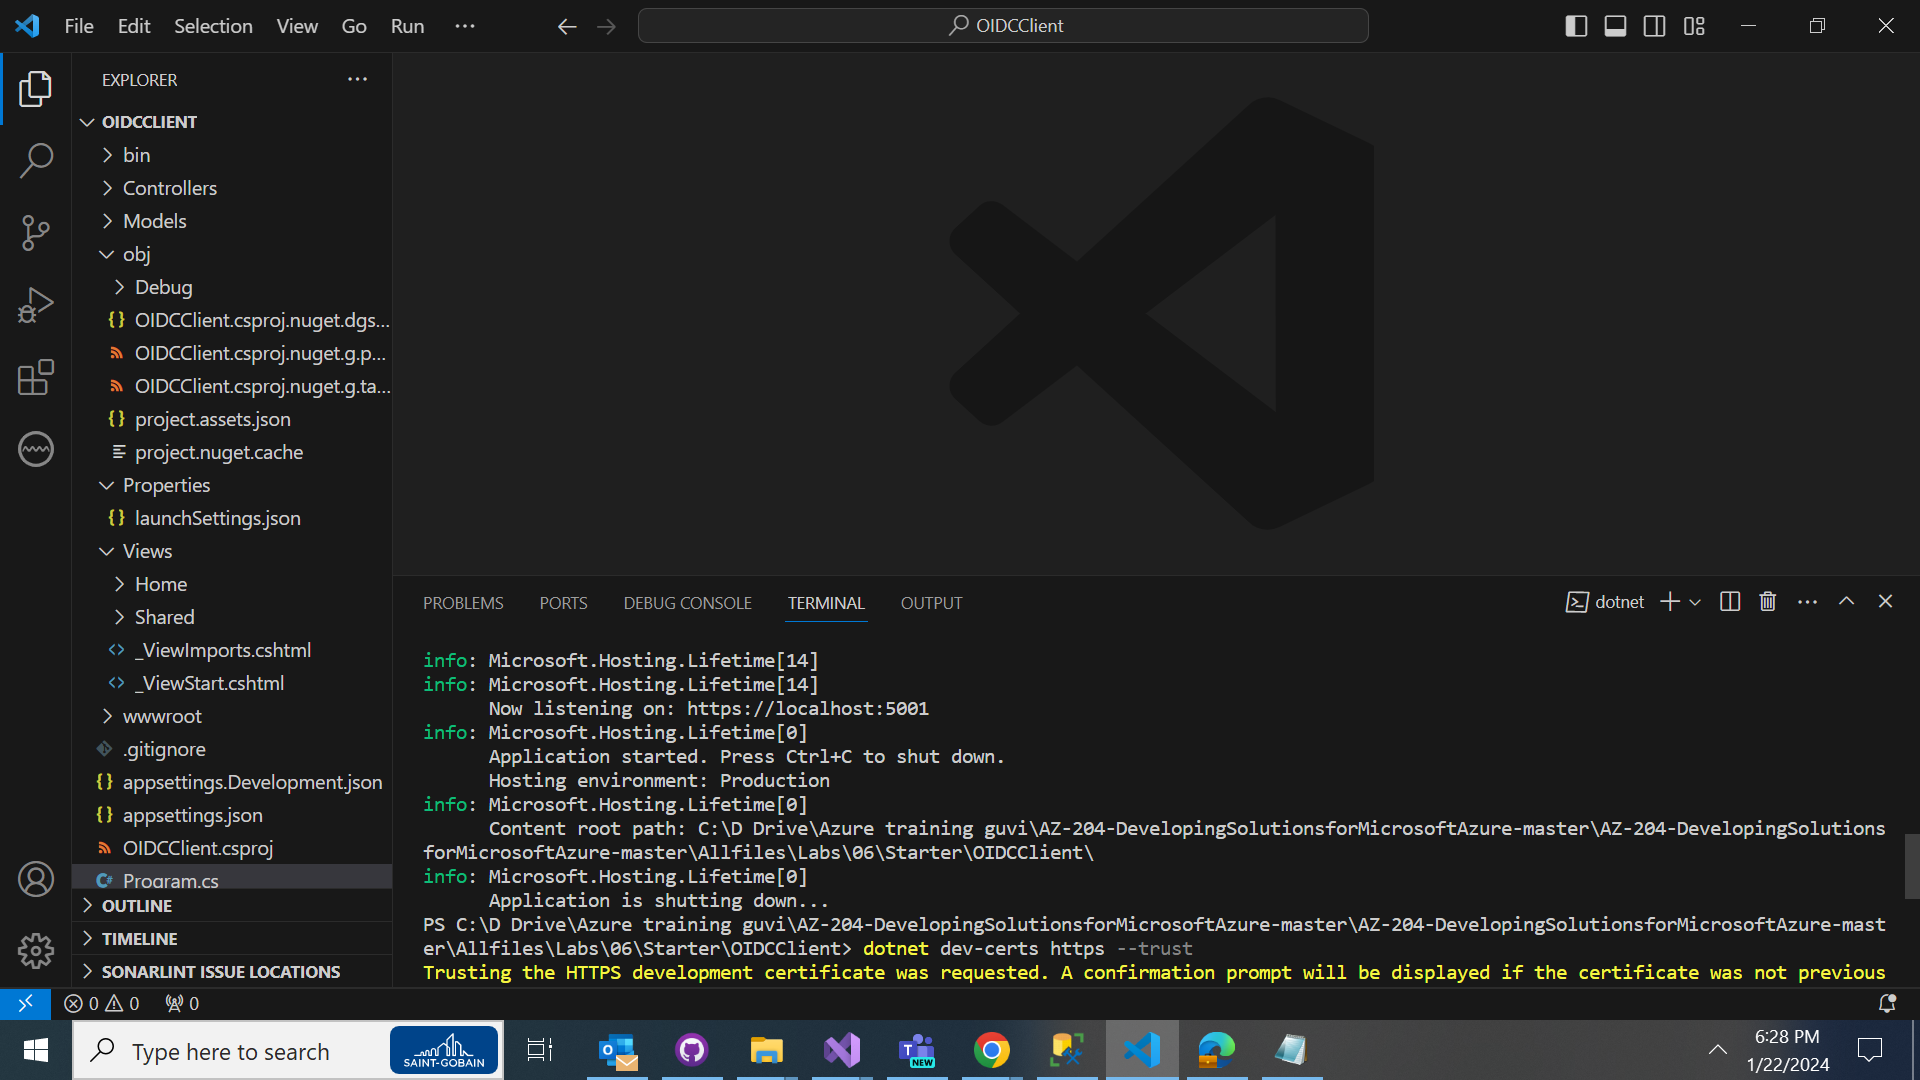 File Edit Selection View Go Run ···
OIDCClient
EXPLORER
OIDCCLIENT
bin
Controllers
Models
obj
Debug
{} OIDCClient.csproj.nuget.dgs...
OIDCClient.csproj.nuget.g.p...
OIDCClient.csproj.nuget.g.ta...
{} project.assets.json
project.nuget.cache
Properties
{} launchSettings.json
Views
Home
Shared
<> _ViewImports.cshtml
<> _ViewStart.cshtml
wwwroot
.gitignore
{} appsettings.Development.json
{} appsettings.json
OIDCClient.csproj
C# Program.cs
OUTLINE
TIMELINE
SONARLINT ISSUE LOCATIONS
PROBLEMS PORTS DEBUG CONSOLE TERMINAL OUTPUT
dotnet
info: Microsoft.Hosting.Lifetime[14]
info: Microsoft.Hosting.Lifetime[14]
Now listening on: https://localhost:5001
info: Microsoft.Hosting.Lifetime[0]
Application started. Press Ctrl+C to shut down.
Hosting environment: Production
info: Microsoft.Hosting.Lifetime[0]
Content root path: C:\D Drive\Azure training guvi\AZ-204-DevelopingSolutionsforMicrosoftAzure-master\AZ-204-DevelopingSolutions
forMicrosoftAzure-master\Allfiles\Labs\06\Starter\OIDCClient\
info: Microsoft.Hosting.Lifetime[0]
Application is shutting down...
PS C:\D Drive\Azure training guvi\AZ-204-DevelopingSolutionsforMicrosoftAzure-master\AZ-204-DevelopingSolutionsforMicrosoftAzure-mast
er\Allfiles\Labs\06\Starter\OIDCClient> dotnet dev-certs https --trust
Trusting the HTTPS development certificate was requested. A confirmation prompt will be displayed if the certificate was not previous
0 0 0
Type here to search
SAINT-GOBAIN
NEW
6:28 PM
1/22/2024